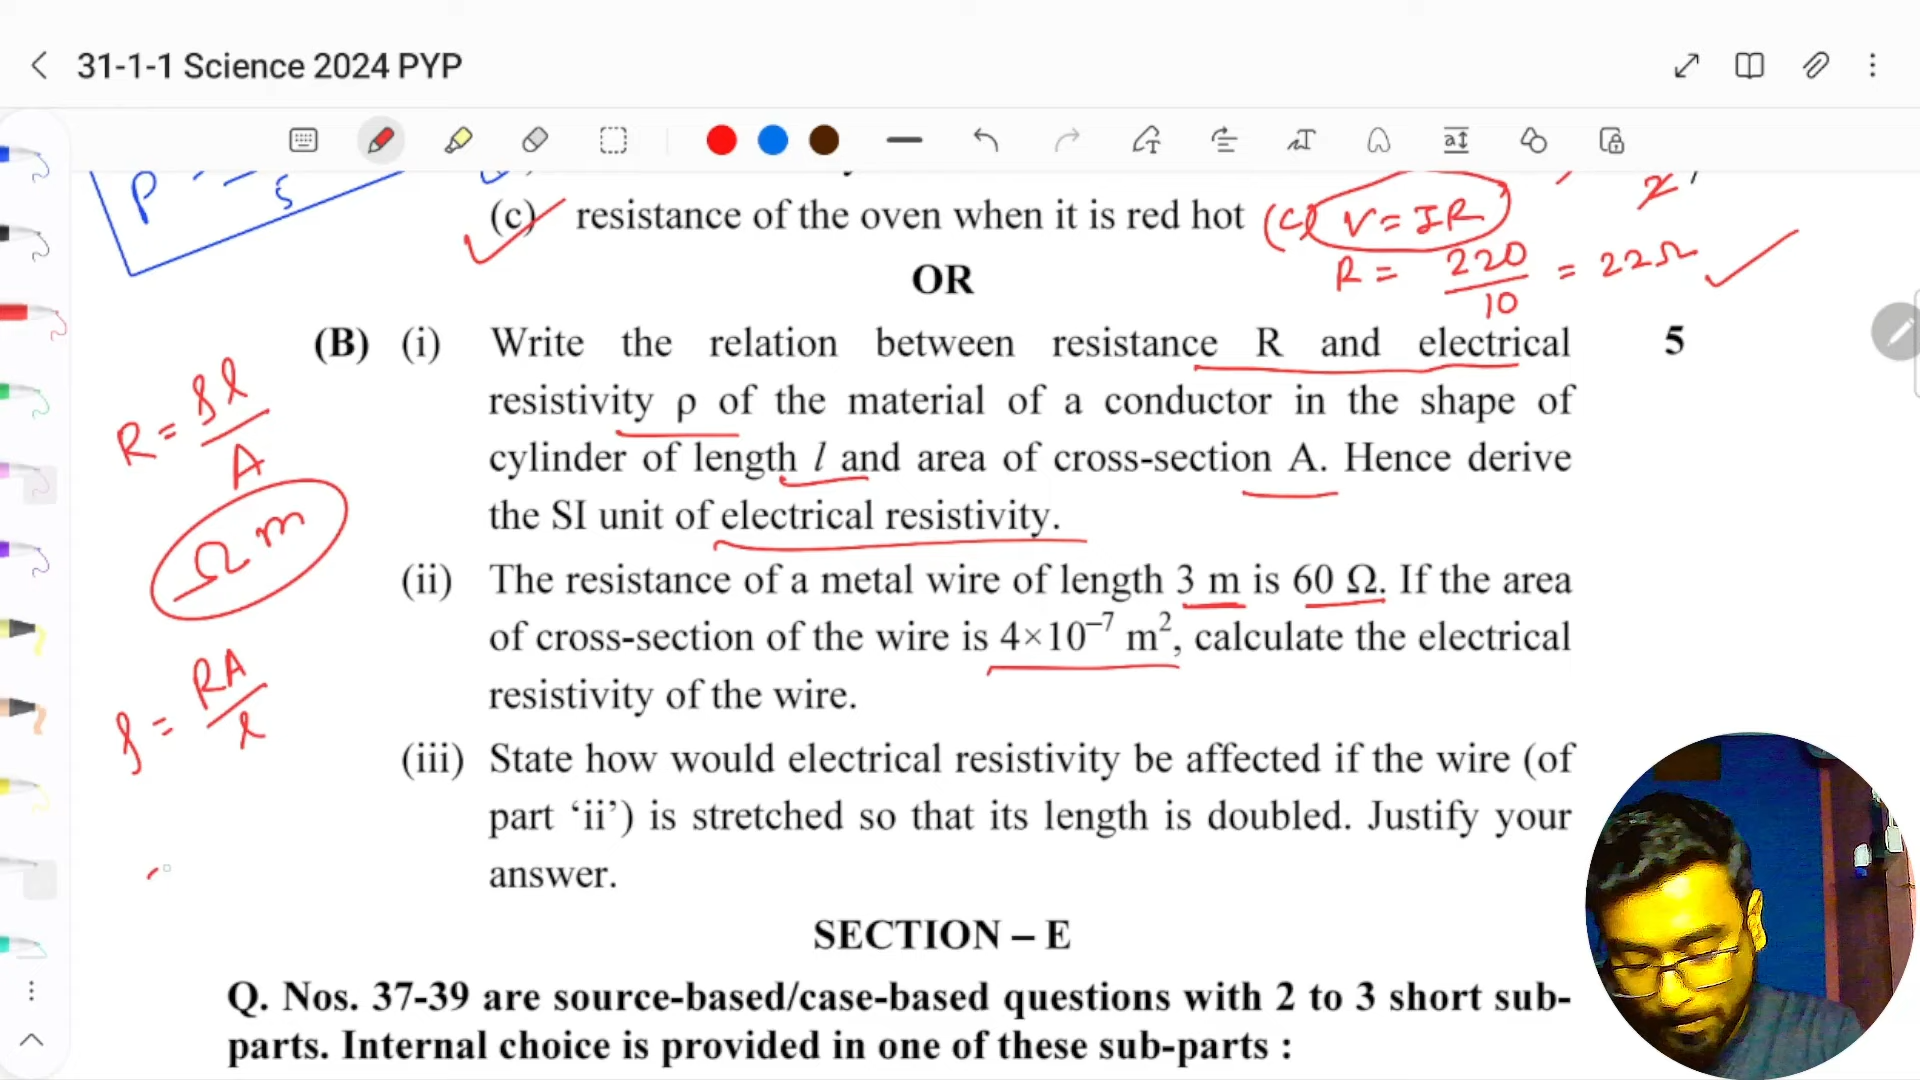 31-1-1 Science 2024 PYP
P =
s
(c) resistance of the oven when it is red hot
(c) V = IR
R = 220/10 = 22Ω
OR
(B) (i) Write the relation between resistance R and electrical 5
resistivity ρ of the material of a conductor in the shape of
cylinder of length l and area of cross-section A. Hence derive
the SI unit of electrical resistivity.
R = ρl/A
Ωm
(ii) The resistance of a metal wire of length 3 m is 60 Ω. If the area
of cross-section of the wire is 4×10⁻⁷ m², calculate the electrical
resistivity of the wire.
ρ = RA/l
(iii) State how would electrical resistivity be affected if the wire (of
part ‘ii’) is stretched so that its length is doubled. Justify your
answer.
SECTION – E
Q. Nos. 37-39 are source-based/case-based questions with 2 to 3 short sub-
parts. Internal choice is provided in one of these sub-parts :